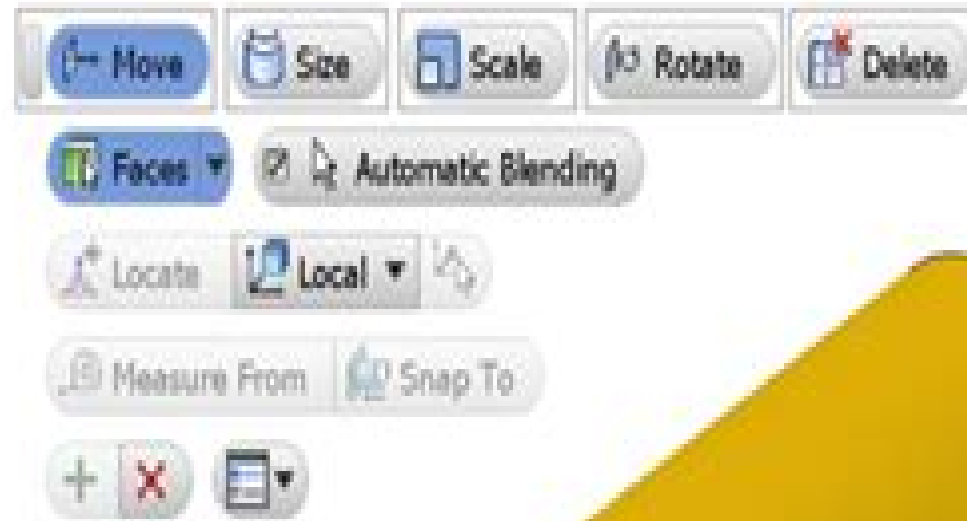 Move Size Scale Rotate Delete
Faces Automatic Blending
Locate Local
Measure From Snap To